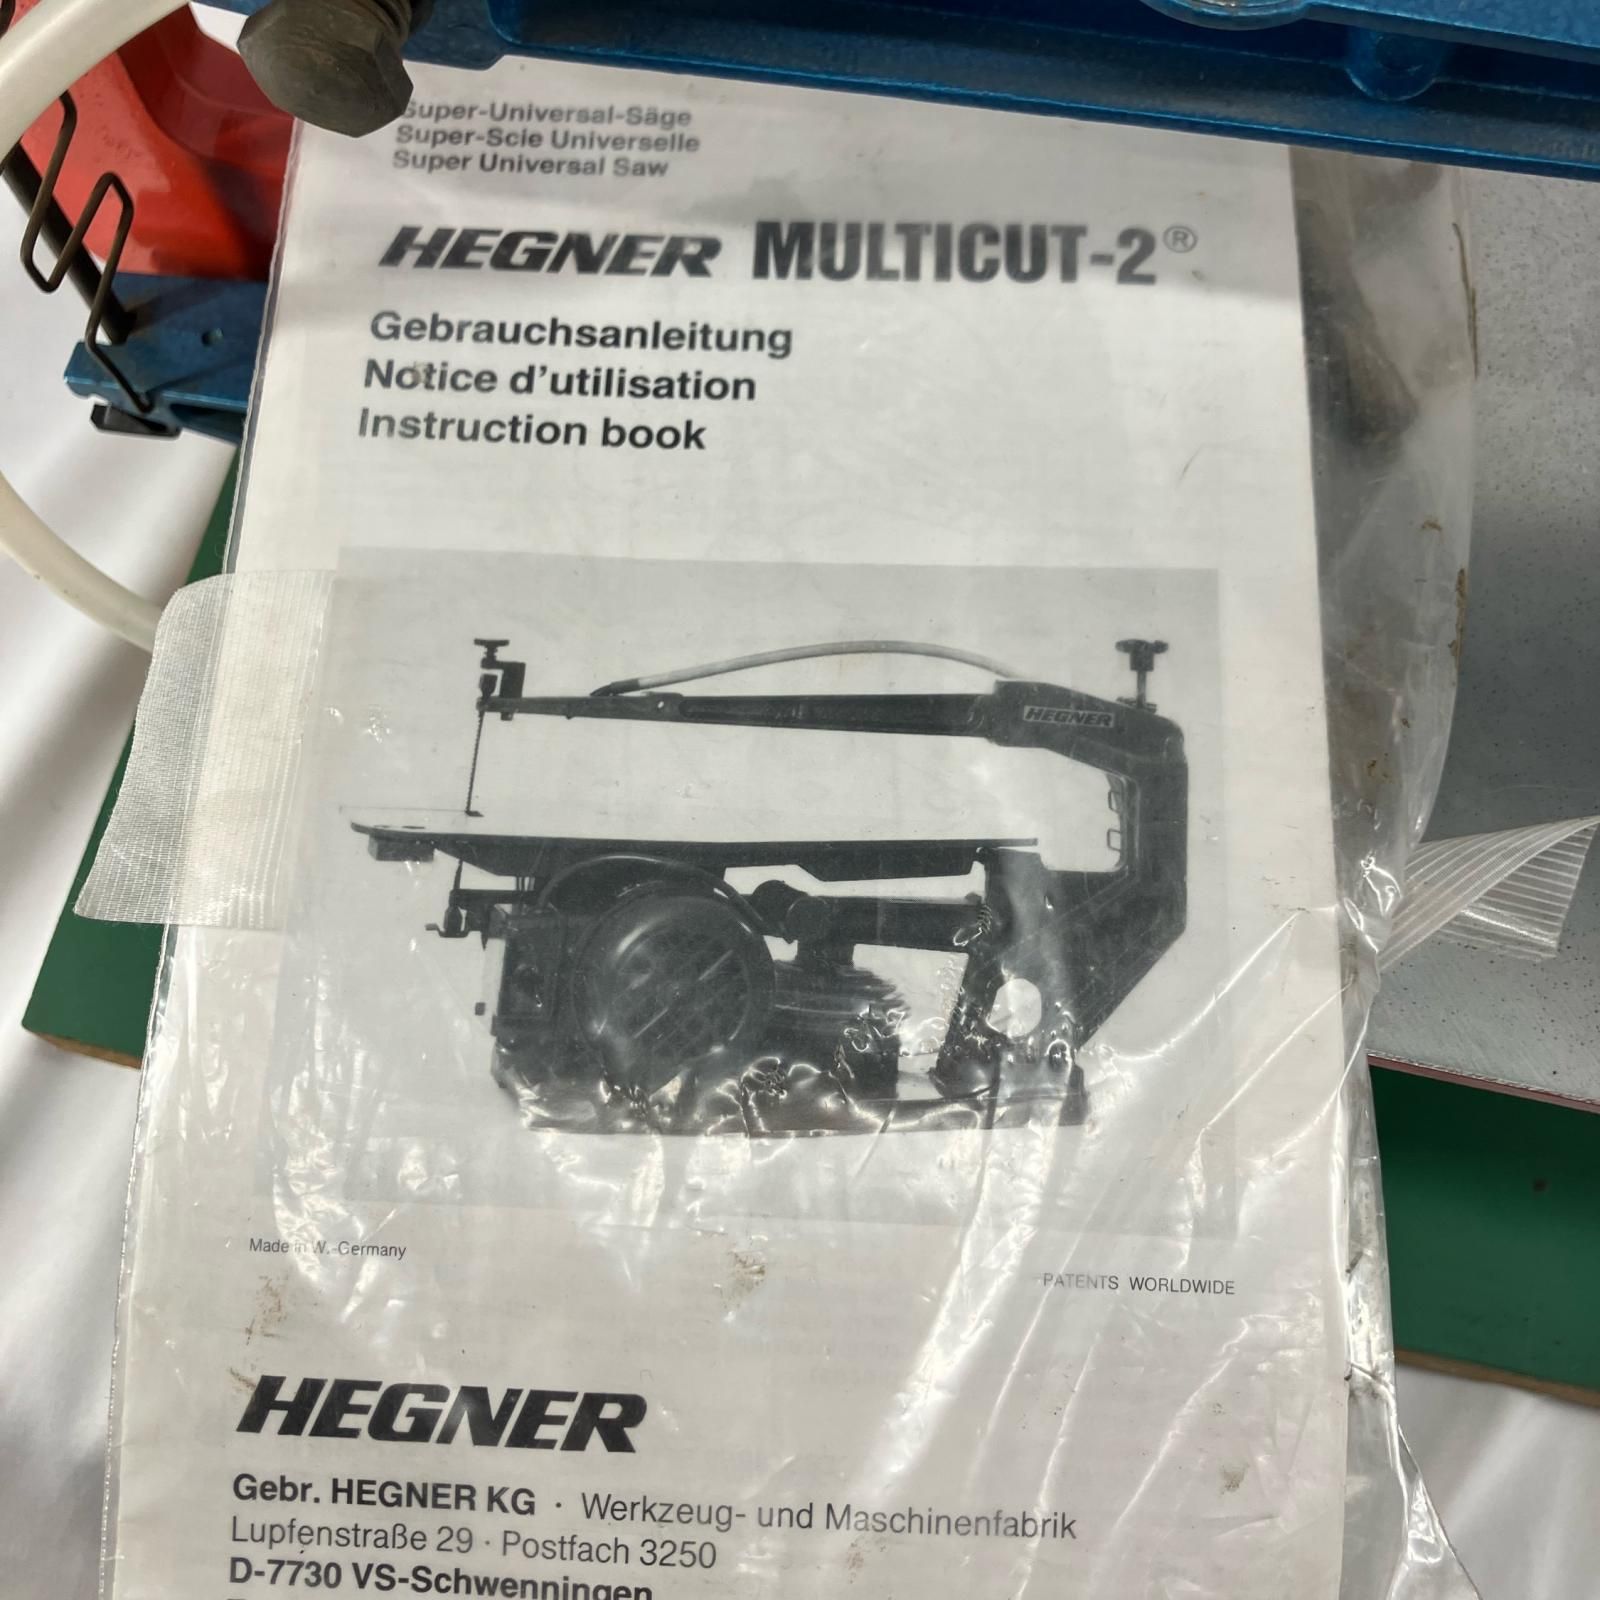 Super-Universal-Säge
Super-Scie Universelle
Super Universal Saw
HEGNER MULTICUT-2®
Gebrauchsanleitung
Notice d'utilisation
Instruction book
HEGNER
Made in W.-Germany
PATENTS WORLDWIDE
HEGNER
Gebr. HEGNER KG · Werkzeug- und Maschinenfabrik
Lupfenstraße 29 · Postfach 3250
D-7730 VS-Schwenningen